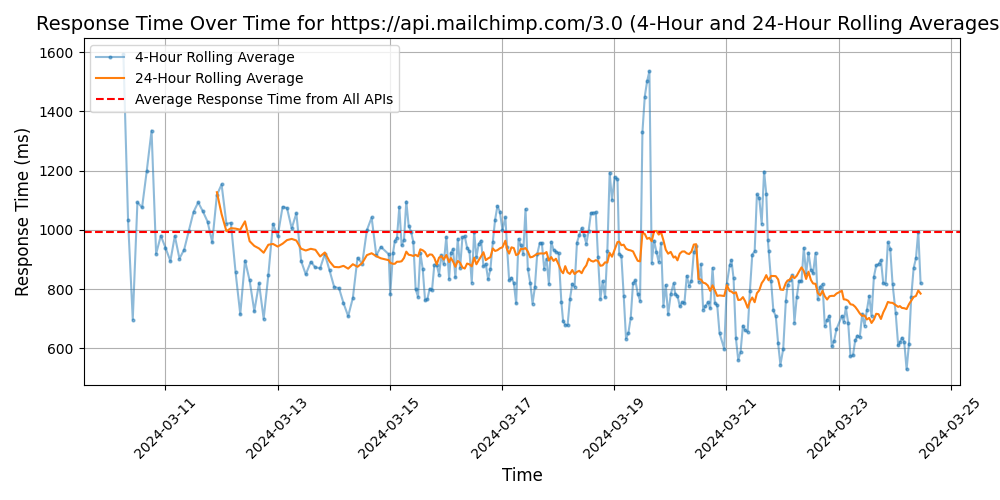 Response Time Over Time for https://api.mailchimp.com/3.0 (4-Hour and 24-Hour Rolling Averages
4-Hour Rolling Average
24-Hour Rolling Average
Average Response Time from All APIs
Response Time (ms)
1600
1400
1200
1000
800
600
2024-03-11
2024-03-13
2024-03-15
2024-03-17
2024-03-19
2024-03-21
2024-03-23
2024-03-25
Time